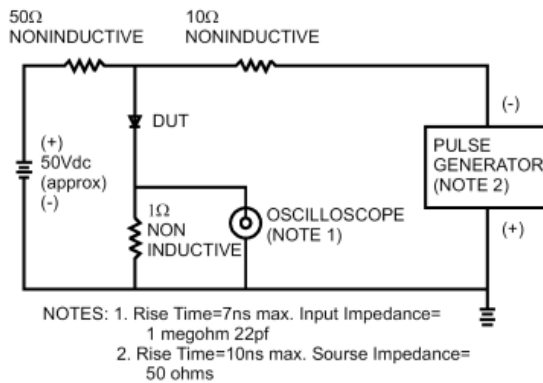 50Ω
NONINDUCTIVE
10Ω
NONINDUCTIVE
DUT
(+)
50Vdc
(approx)
(-)
1Ω
NON
INDUCTIVE
OSCILLOSCOPE
(NOTE 1)
(-)
PULSE
GENERATOR
(NOTE 2)
(+)
NOTES: 1. Rise Time=7ns max. Input Impedance=
1 megohm 22pf
2. Rise Time=10ns max. Sourse Impedance=
50 ohms